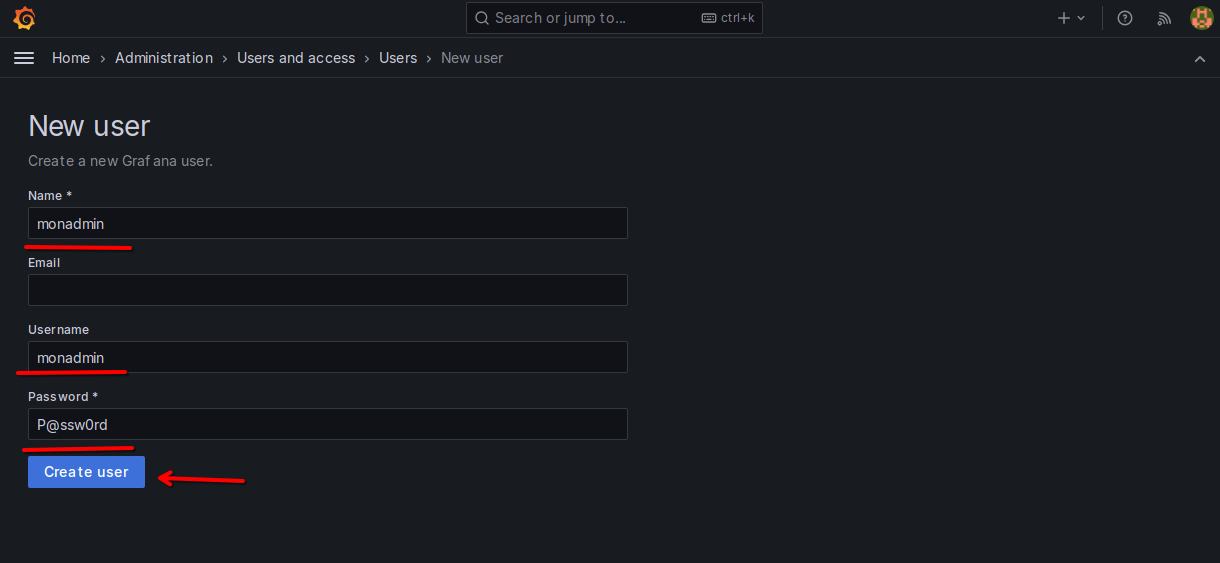 Search or jump to... ctrl+k
Home › Administration › Users and access › Users › New user
New user
Create a new Grafana user.
Name *
monadmin
Email
Username
monadmin
Password *
P@ssw0rd
Create user